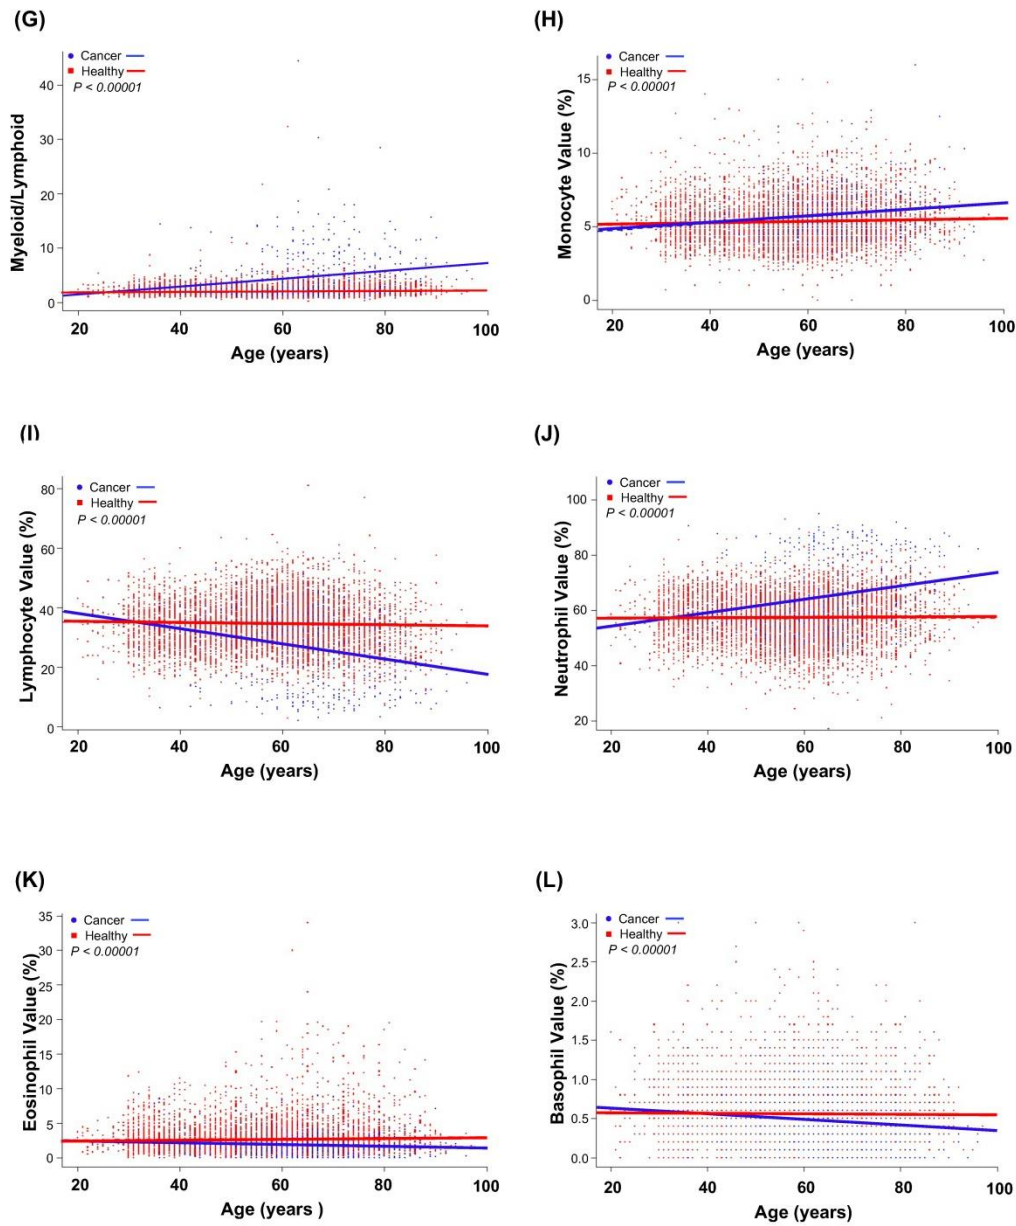 (G)
Cancer
Healthy
P < 0.00001
Myeloid/Lymphoid
40
30
20
10
0
20 40 60 80 100
Age (years)
(H)
Cancer
Healthy
P < 0.00001
Monocyte Value (%)
15
10
5
0
20 40 60 80 100
Age (years)
(I)
Cancer
Healthy
P < 0.00001
Lymphocyte Value (%)
80
60
40
20
0
20 40 60 80 100
Age (years)
(J)
Cancer
Healthy
P < 0.00001
Neutrophil Value (%)
100
80
60
40
20
20 40 60 80 100
Age (years)
(K)
Cancer
Healthy
P < 0.00001
Eosinophil Value (%)
35
30
25
20
15
10
5
0
20 40 60 80 100
Age (years )
(L)
Cancer
Healthy
P < 0.00001
Basophil Value (%)
3.0
2.5
2.0
1.5
1.0
0.5
0.0
20 40 60 80 100
Age (years)